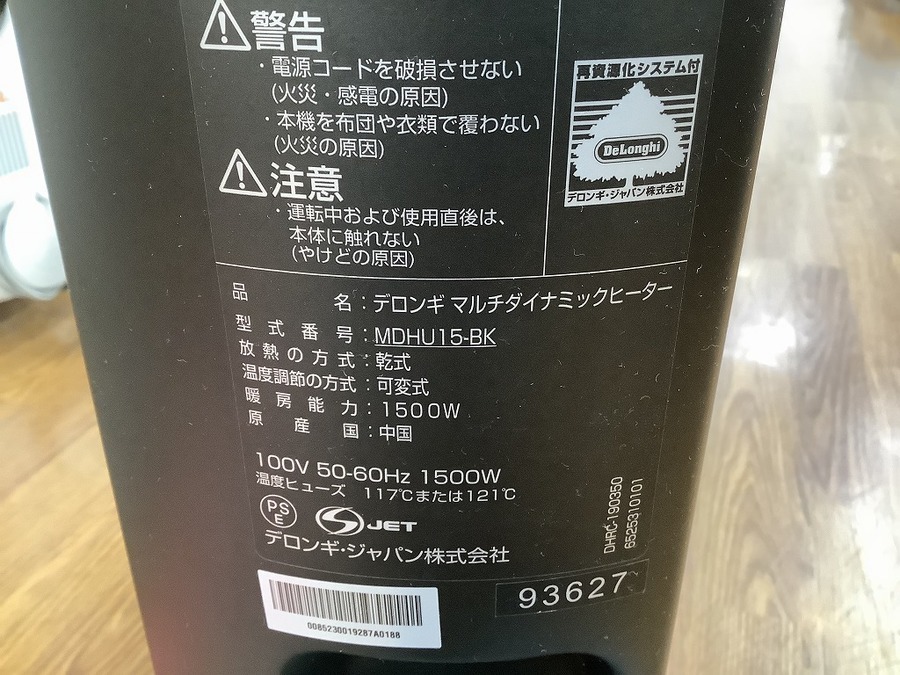 警告
・電源コードを破損させない
(火災・感電の原因)
・本機を布団や衣類で覆わない
(火災の原因)
注意
・運転中および使用直後は、
本体に触れない
(やけどの原因)
再資源化システム付
DeLonghi
デロンギ・ジャパン株式会社
品名:デロンギ マルチダイナミックヒーター
型式番号:MDHU15-BK
放熱の方式:乾式
温度調節の方式:可変式
暖房能力:1500W
原産国:中国
100V 50-60Hz 1500W
温度ヒューズ 117℃または121℃
PSE JET
デロンギ・ジャパン株式会社
DHRC-190350
6525310101
0085230019287A0188
93627